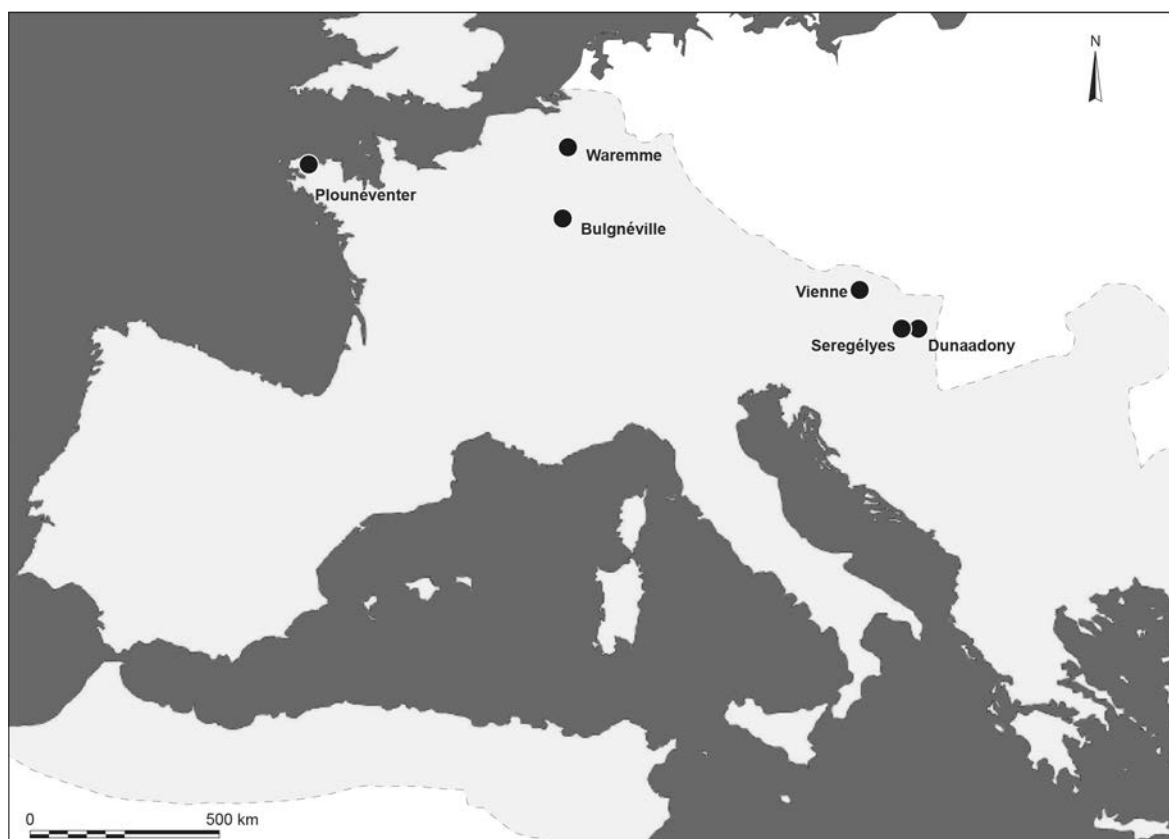 N
Waremme
Plounéventer
Bulgnéville
Vienne
Seregélyes
Dunaadony
0 500 km